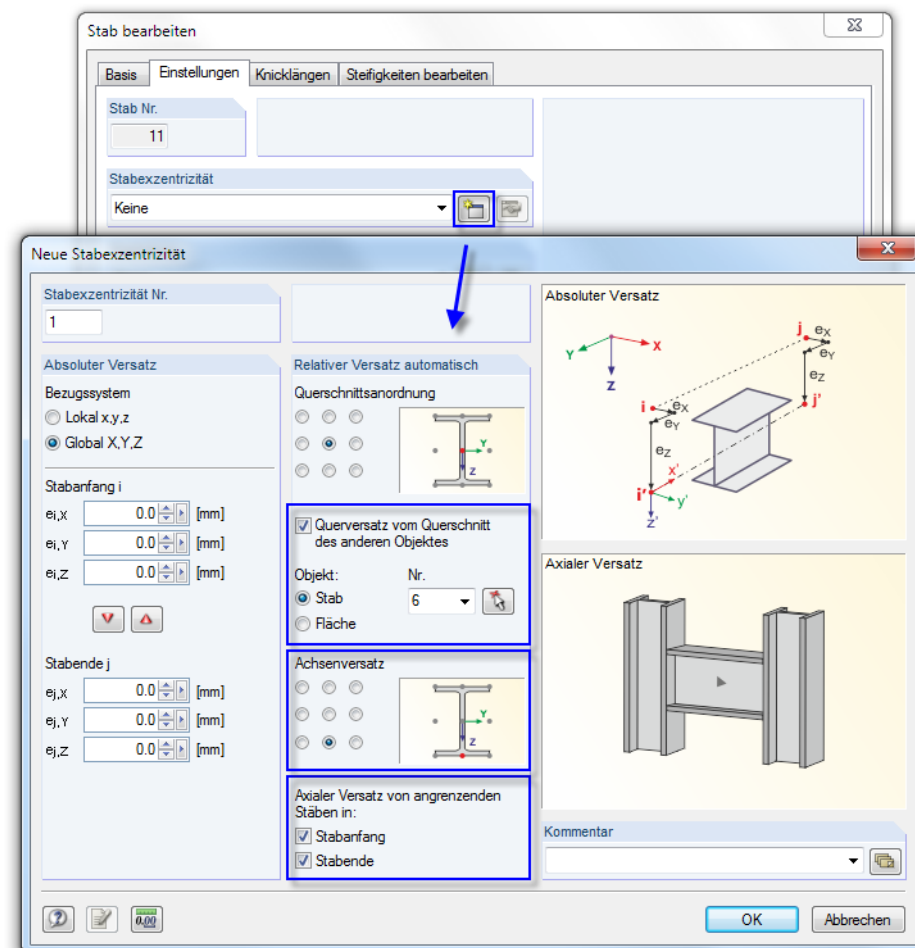 Stab bearbeiten
Basis
Einstellungen
Knicklängen
Steifigkeiten bearbeiten
Stab Nr.
11
Stabexzentrizität
Keine
Neue Stabexzentrizität
Stabexzentrizität Nr.
1
Absoluter Versatz
Bezugssystem
Lokal x,y,z
Global X,Y,Z
Stabanfang i
ei,X 0.0 [mm]
ei,Y 0.0 [mm]
ei,Z 0.0 [mm]
Stabende j
ej,X 0.0 [mm]
ej,Y 0.0 [mm]
ej,Z 0.0 [mm]
Relativer Versatz automatisch
Querschnittsanordnung
Y
Z
Querversatz vom Querschnitt
des anderen Objektes
Objekt: Nr.
Stab 6
Fläche
Achsenversatz
Y
Z
Axialer Versatz von angrenzenden
Stäben in:
Stabanfang
Stabende
Absoluter Versatz
Y X
Z
j eX
eY
eZ
j'
i eX
eY
eZ
x'
i' y'
z'
Axialer Versatz
Kommentar
0.00
OK Abbrechen